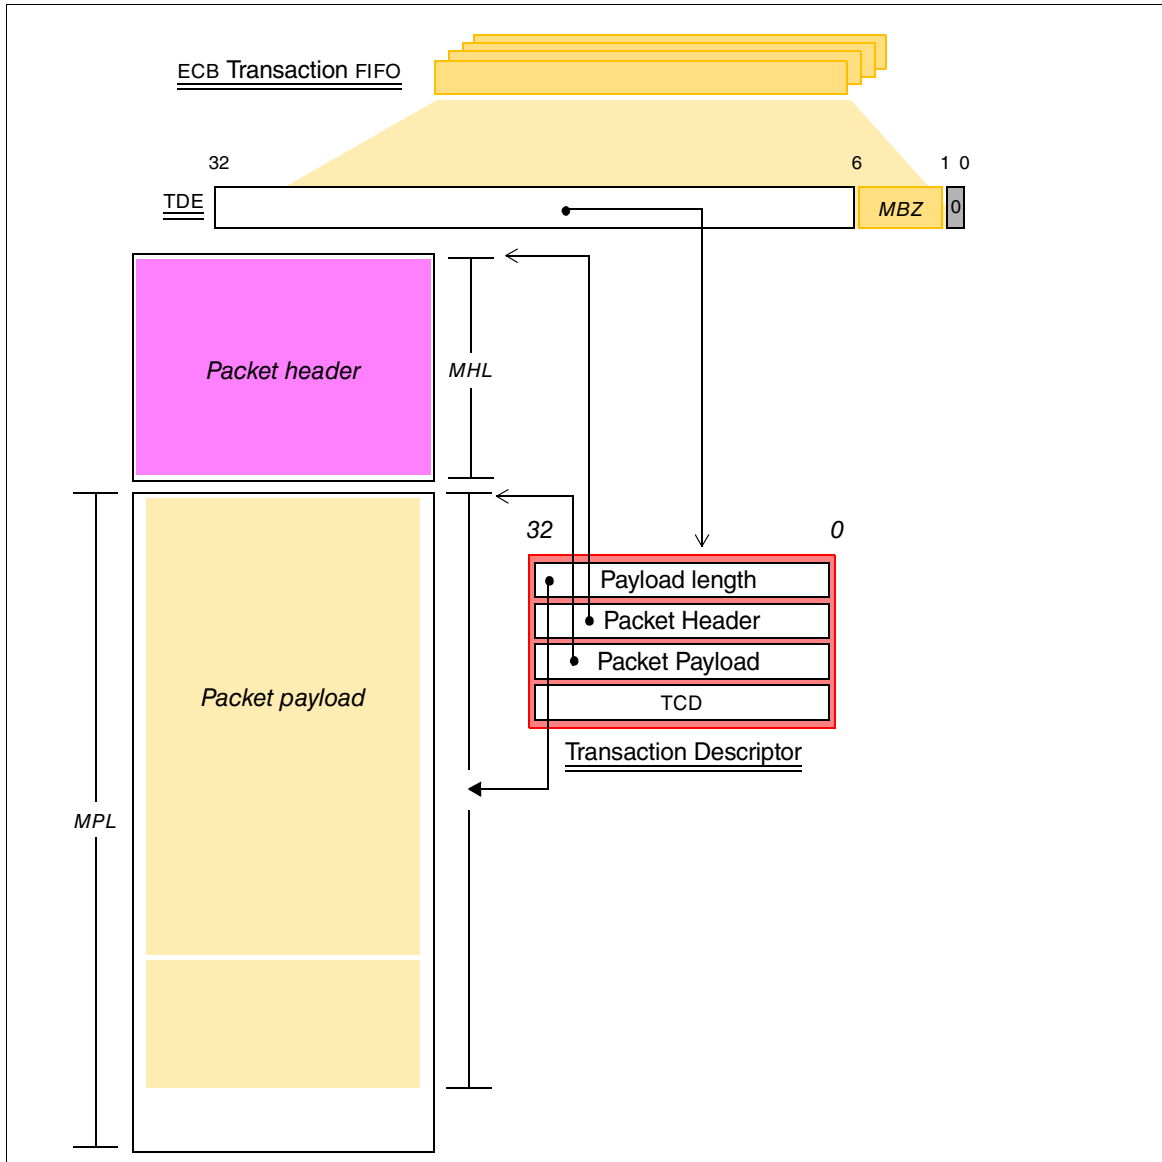 ECB Transaction FIFO
32 6 1 0
TDE MBZ 0
Packet header
MHL
32 0
Payload length
Packet Header
Packet Payload
TCD
Transaction Descriptor
Packet payload
MPL